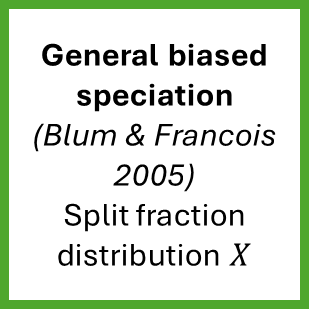 General biased
speciation
(Blum & Francois
2005)
Split fraction
distribution X